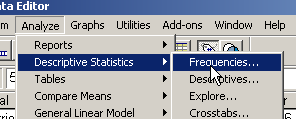 ata Editor
Analyze Graphs Utilities Add-ons Window Help
Reports
Descriptive Statistics
Tables
Compare Means
General Linear Model
Frequencies...
Descriptives...
Explore...
Crosstabs...